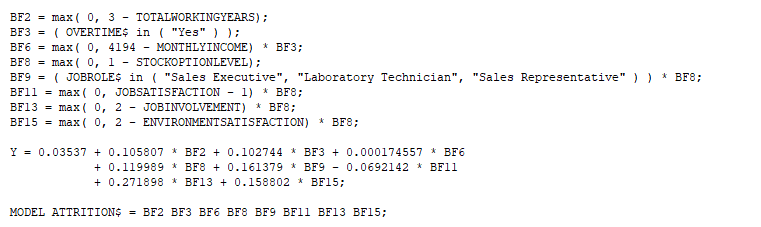 BF2 = max( 0, 3 - TOTALWORKINGYEARS);
BF3 = ( OVERTIME$ in ( "Yes" ) );
BF6 = max( 0, 4194 - MONTHLYINCOME) * BF3;
BF8 = max( 0, 1 - STOCKOPTIONLEVEL);
BF9 = ( JOBROLE$ in ( "Sales Executive", "Laboratory Technician", "Sales Representative" ) ) * BF8;
BF11 = max( 0, JOBSATISFACTION - 1) * BF8;
BF13 = max( 0, 2 - JOBINVOLVEMENT) * BF8;
BF15 = max( 0, 2 - ENVIRONMENTSATISFACTION) * BF8;
Y = 0.03537 + 0.105807 * BF2 + 0.102744 * BF3 + 0.000174557 * BF6
+ 0.119989 * BF8 + 0.161379 * BF9 - 0.0692142 * BF11
+ 0.271898 * BF13 + 0.158802 * BF15;
MODEL ATTRITION$ = BF2 BF3 BF6 BF8 BF9 BF11 BF13 BF15;